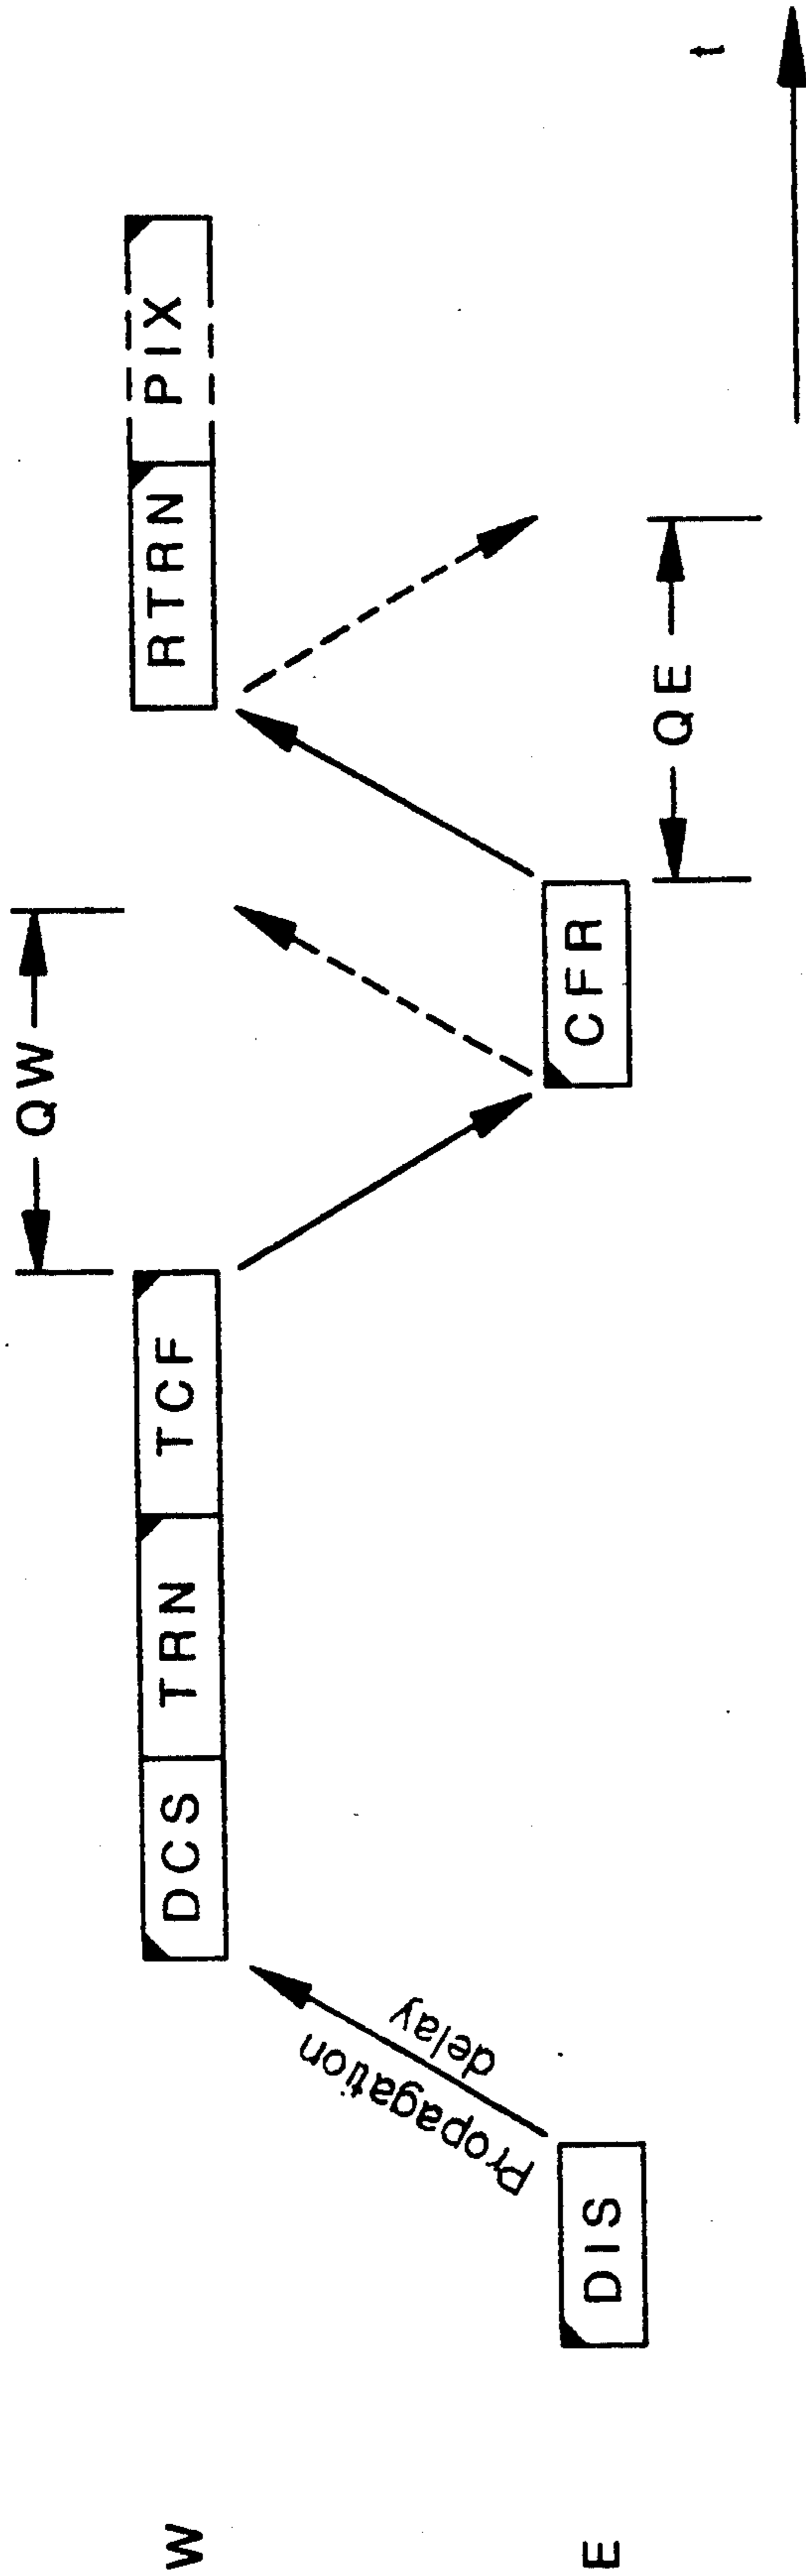 QW
W
DCS
TRN
TCF
RTRN
PIX
Propagation
delay
E
DIS
CFR
QE
t